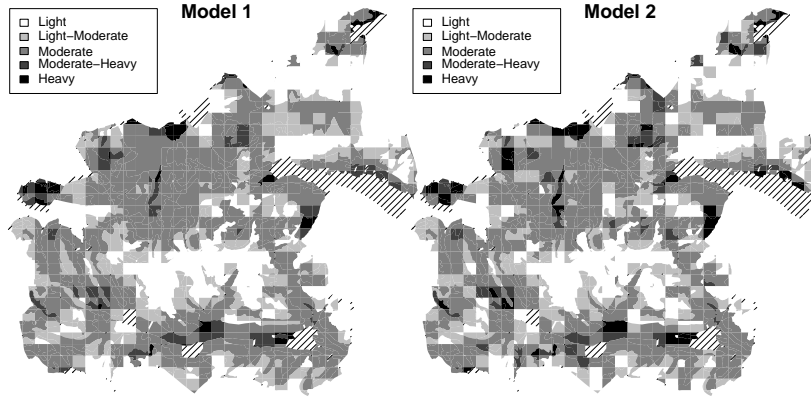 Model 1
Light
Light−Moderate
Moderate
Moderate−Heavy
Heavy
Model 2
Light
Light−Moderate
Moderate
Moderate−Heavy
Heavy